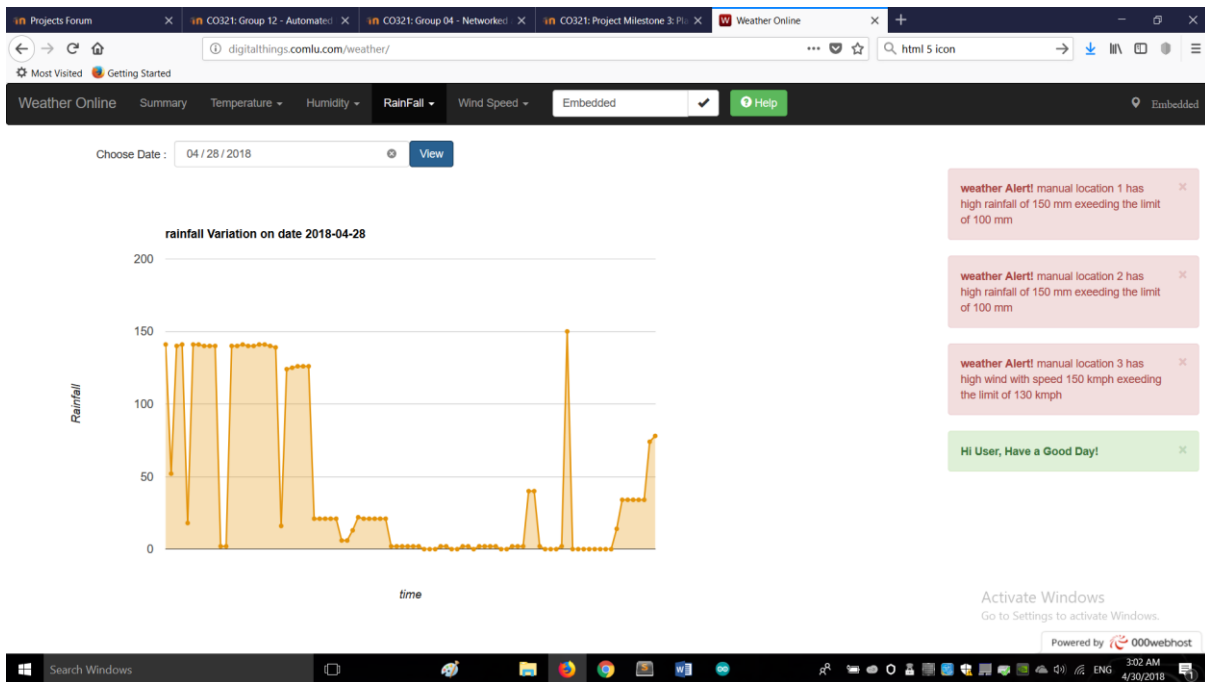 Projects Forum
CO321: Group 12 - Automated
CO321: Group 04 - Networked
CO321: Project Milestone 3: Pla
Weather Online
digitalthings.comlu.com/weather/
html 5 icon
Most Visited
Getting Started
Weather Online
Summary
Temperature
Humidity
RainFall
Wind Speed
Embedded
Help
Embedded
Choose Date :
04 / 28 / 2018
View
weather Alert! manual location 1 has
high rainfall of 150 mm exeeding the limit
of 100 mm
weather Alert! manual location 2 has
high rainfall of 150 mm exeeding the limit
of 100 mm
weather Alert! manual location 3 has
high wind with speed 150 kmph exeeding
the limit of 130 kmph
Hi User, Have a Good Day!
rainfall Variation on date 2018-04-28
200
150
100
50
0
Rainfall
time
Activate Windows
Go to Settings to activate Windows.
Powered by 000webhost
Search Windows
ENG
3:02 AM
4/30/2018